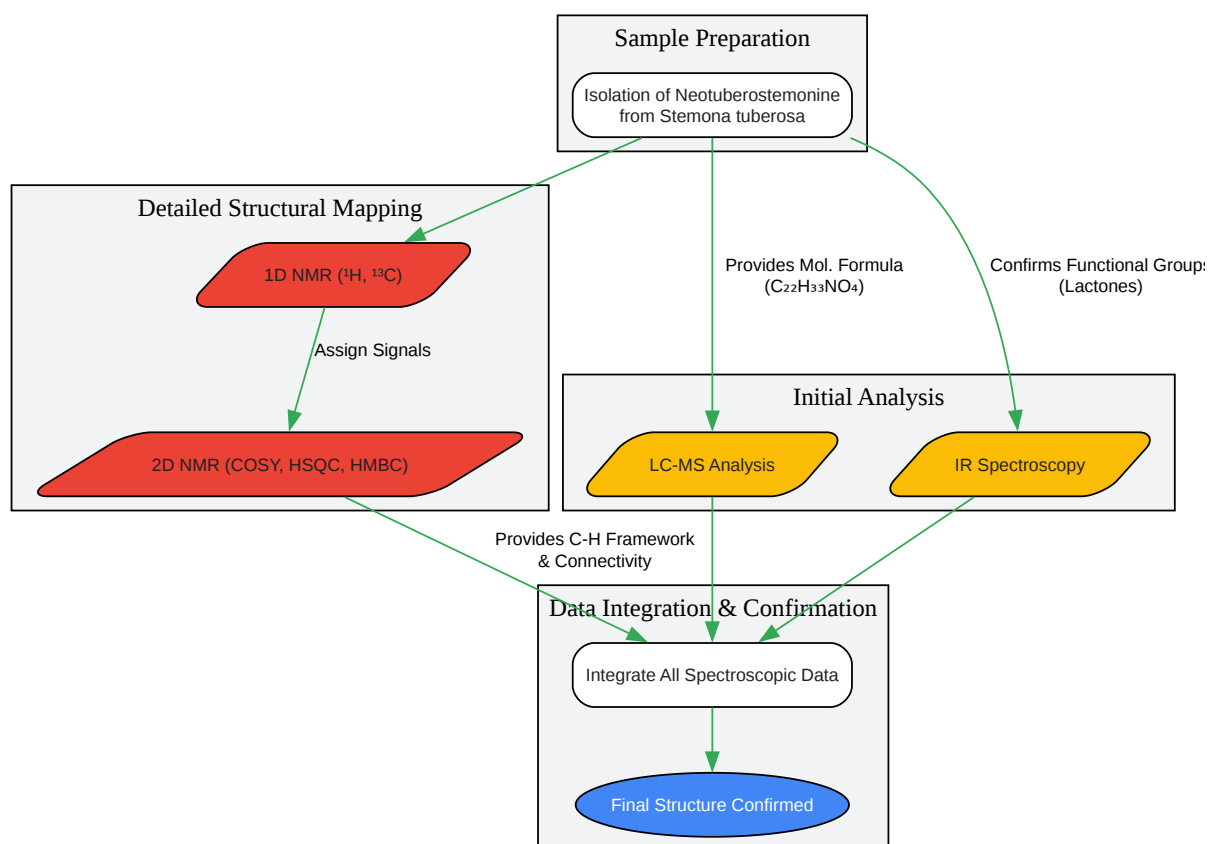 Sample Preparation
Isolation of Neotuberostemonine
from Stemona tuberosa
Detailed Structural Mapping
1D NMR (¹H, ¹³C)
Provides Mol. Formula
(C₂₂H₃₃NO₄)
Confirms Functional Groups
(Lactones)
Assign Signals
Initial Analysis
2D NMR (COSY, HSQC, HMBC)
LC-MS Analysis
IR Spectroscopy
Provides C-H Framework
& Connectivity
Data Integration & Confirmation
Integrate All Spectroscopic Data
Final Structure Confirmed